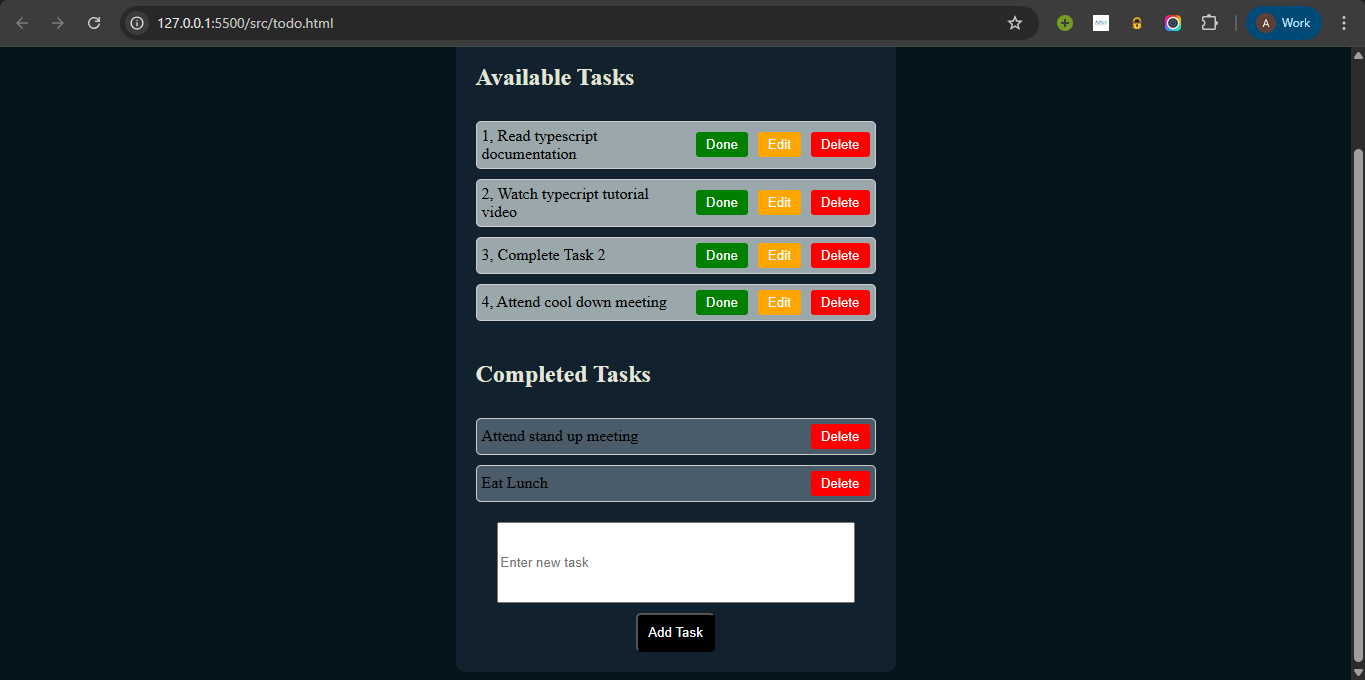 127.0.0.1:5500/src/todo.html
A Work
Available Tasks
1, Read typescript
documentation
Done Edit Delete
2, Watch typecript tutorial
video
Done Edit Delete
3, Complete Task 2 Done Edit Delete
4, Attend cool down meeting Done Edit Delete
Completed Tasks
Attend stand up meeting Delete
Eat Lunch Delete
Enter new task
Add Task